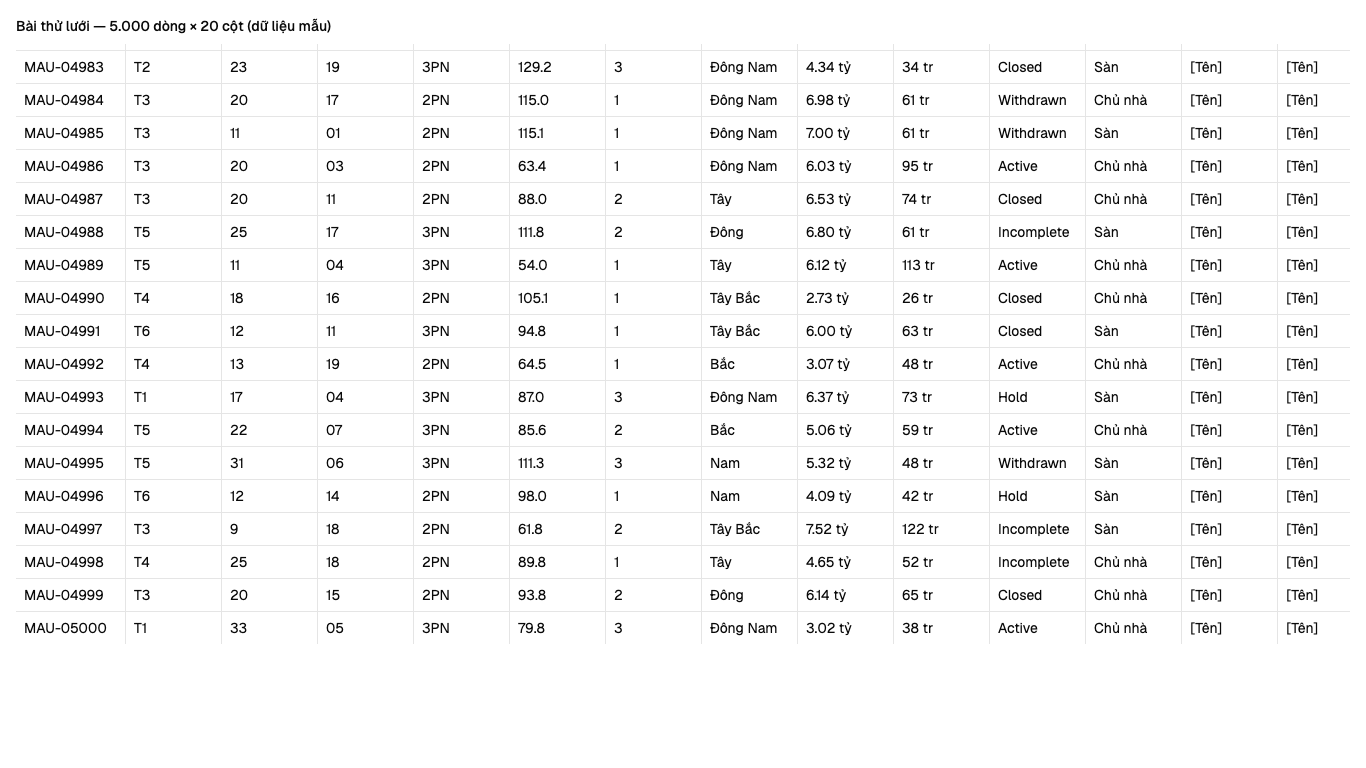 Bài thử lưới — 5.000 dòng × 20 cột (dữ liệu mẫu)
MAU-04983 T2 23 19 3PN 129.2 3 Đông Nam 4.34 tỷ 34 tr Closed Sàn [Tên] [Tên]
MAU-04984 T3 20 17 2PN 115.0 1 Đông Nam 6.98 tỷ 61 tr Withdrawn Chủ nhà [Tên] [Tên]
MAU-04985 T3 11 01 2PN 115.1 1 Đông Nam 7.00 tỷ 61 tr Withdrawn Sàn [Tên] [Tên]
MAU-04986 T3 20 03 2PN 63.4 1 Đông Nam 6.03 tỷ 95 tr Active Chủ nhà [Tên] [Tên]
MAU-04987 T3 20 11 2PN 88.0 2 Tây 6.53 tỷ 74 tr Closed Chủ nhà [Tên] [Tên]
MAU-04988 T5 25 17 3PN 111.8 2 Đông 6.80 tỷ 61 tr Incomplete Sàn [Tên] [Tên]
MAU-04989 T5 11 04 3PN 54.0 1 Tây 6.12 tỷ 113 tr Active Chủ nhà [Tên] [Tên]
MAU-04990 T4 18 16 2PN 105.1 1 Tây Bắc 2.73 tỷ 26 tr Closed Chủ nhà [Tên] [Tên]
MAU-04991 T6 12 11 3PN 94.8 1 Tây Bắc 6.00 tỷ 63 tr Closed Sàn [Tên] [Tên]
MAU-04992 T4 13 19 2PN 64.5 1 Bắc 3.07 tỷ 48 tr Active Chủ nhà [Tên] [Tên]
MAU-04993 T1 17 04 3PN 87.0 3 Đông Nam 6.37 tỷ 73 tr Hold Sàn [Tên] [Tên]
MAU-04994 T5 22 07 3PN 85.6 2 Bắc 5.06 tỷ 59 tr Active Chủ nhà [Tên] [Tên]
MAU-04995 T5 31 06 3PN 111.3 3 Nam 5.32 tỷ 48 tr Withdrawn Sàn [Tên] [Tên]
MAU-04996 T6 12 14 2PN 98.0 1 Nam 4.09 tỷ 42 tr Hold Sàn [Tên] [Tên]
MAU-04997 T3 9 18 2PN 61.8 2 Tây Bắc 7.52 tỷ 122 tr Incomplete Sàn [Tên] [Tên]
MAU-04998 T4 25 18 2PN 89.8 1 Tây 4.65 tỷ 52 tr Incomplete Chủ nhà [Tên] [Tên]
MAU-04999 T3 20 15 2PN 93.8 2 Đông 6.14 tỷ 65 tr Closed Chủ nhà [Tên] [Tên]
MAU-05000 T1 33 05 3PN 79.8 3 Đông Nam 3.02 tỷ 38 tr Active Chủ nhà [Tên] [Tên]